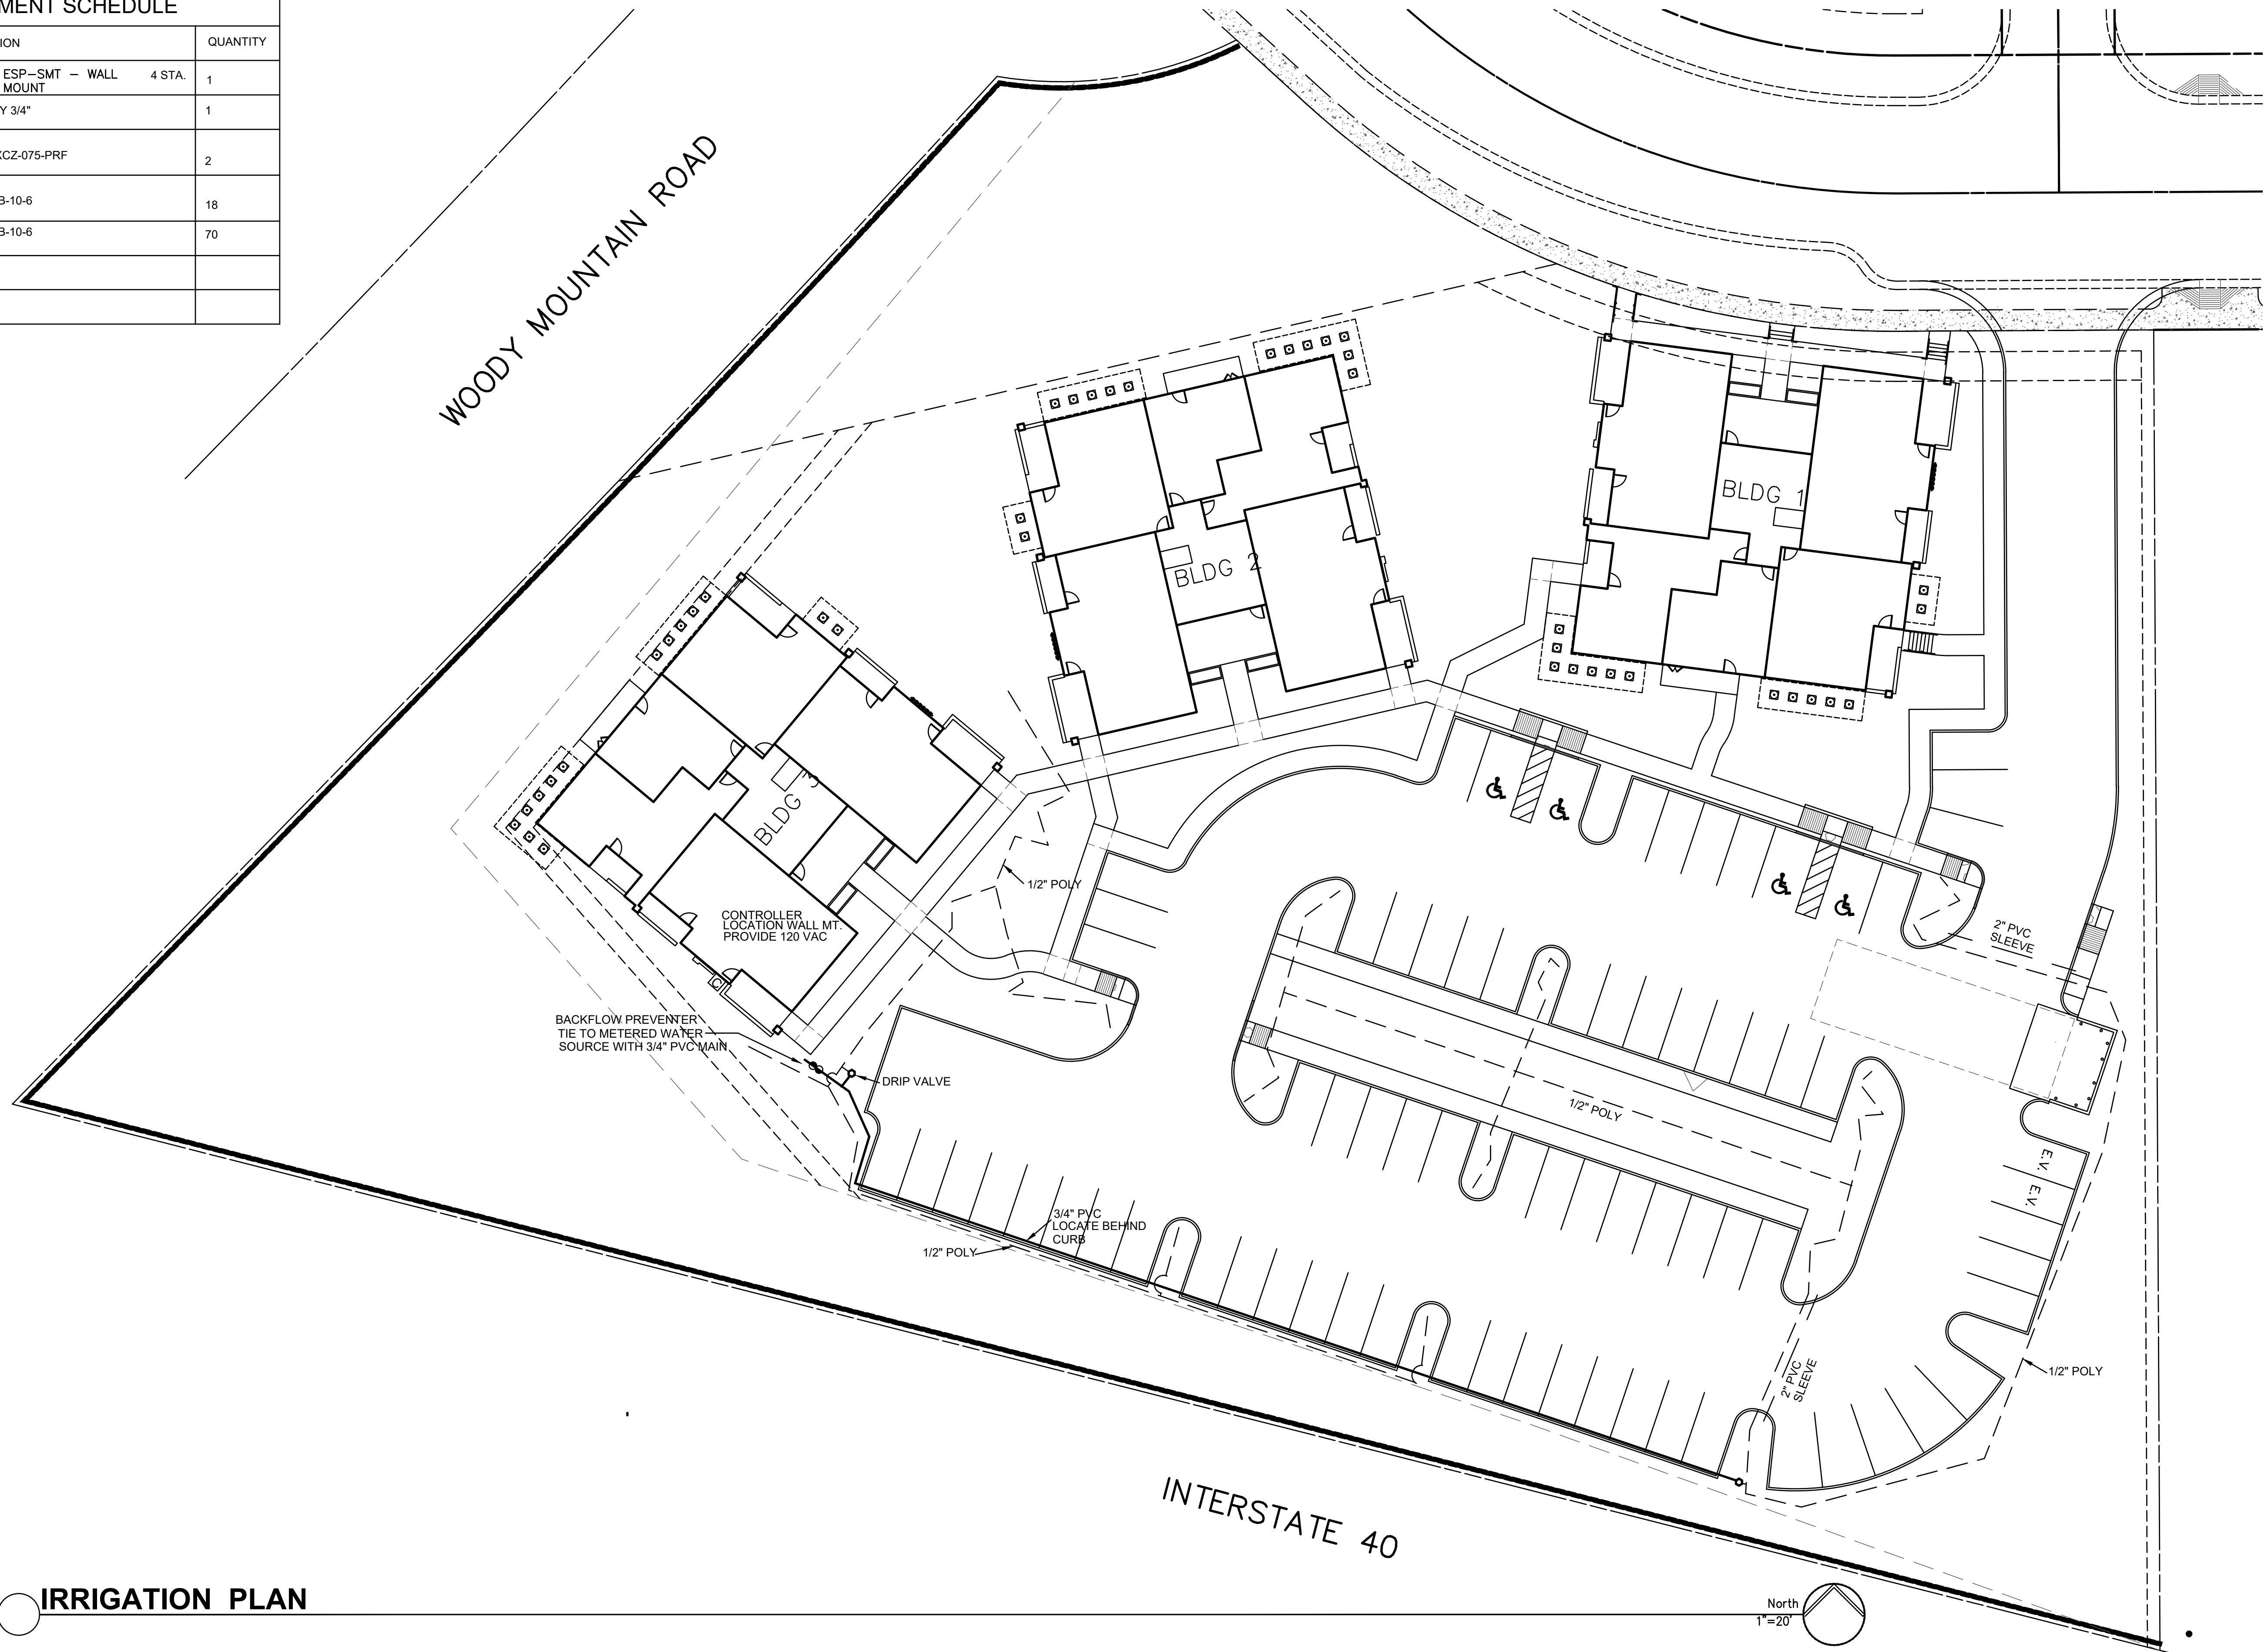 MENT SCHEDULE
ION QUANTITY
ESP-SMT - WALL 4 STA. 1
MOUNT
Y 3/4" 1
XCZ-075-PRF 2
B-10-6 18
B-10-6 70
WOODY MOUNTAIN ROAD
BLDG 1
BLDG 2
BLDG 3
1/2" POLY
CONTROLLER
LOCATION WALL MT.
PROVIDE 120 VAC
2" PVC
SLEEVE
BACKFLOW PREVENTER
TIE TO METERED WATER
SOURCE WITH 3/4" PVC MAIN
DRIP VALVE
1/2" POLY
E.V.
E.V.
3/4" PVC
LOCATE BEHIND
CURB
1/2" POLY
2" PVC
SLEEVE
1/2" POLY
INTERSTATE 40
IRRIGATION PLAN
North
1"=20'